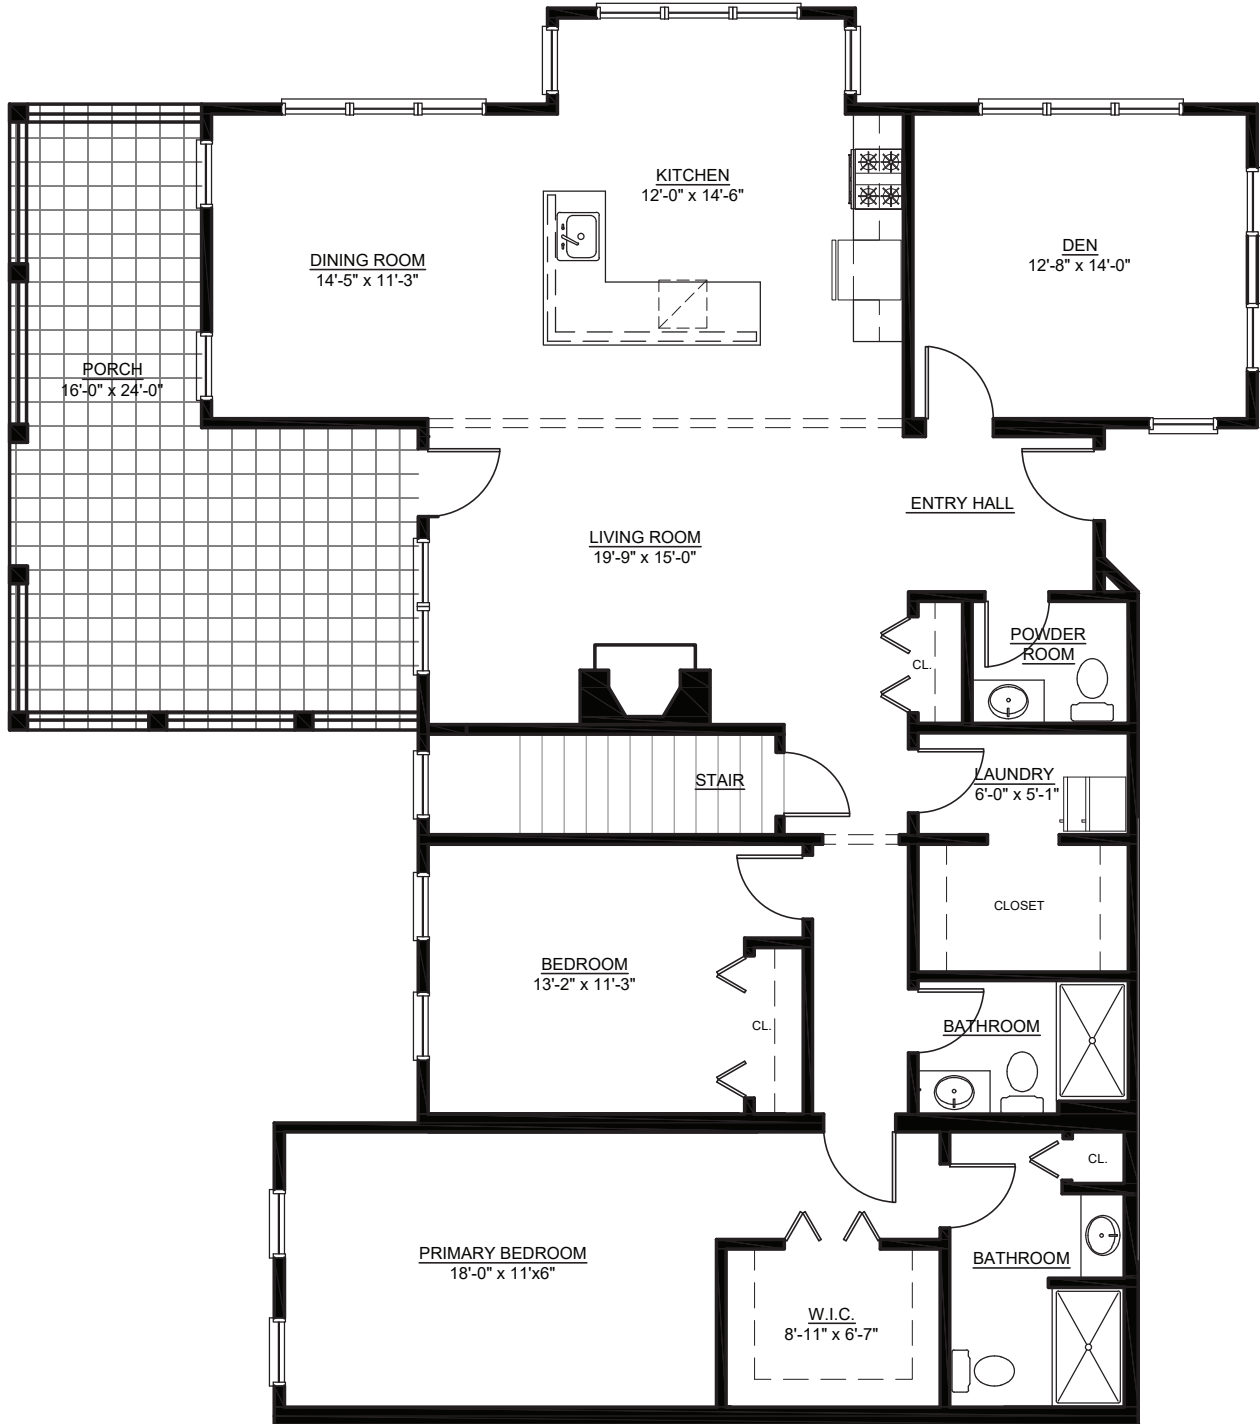 KITCHEN
12'-0" x 14'-6"
DINING ROOM
14'-5" x 11'-3"
DEN
12'-8" x 14'-0"
PORCH
16'-0" x 24'-0"
ENTRY HALL
LIVING ROOM
19'-9" x 15'-0"
POWDER
ROOM
CL.
STAIR
LAUNDRY
6'-0" x 5'-1"
CLOSET
BEDROOM
13'-2" x 11'-3"
CL.
BATHROOM
CL.
PRIMARY BEDROOM
18'-0" x 11'x6"
BATHROOM
W.I.C.
8'-11" x 6'-7"